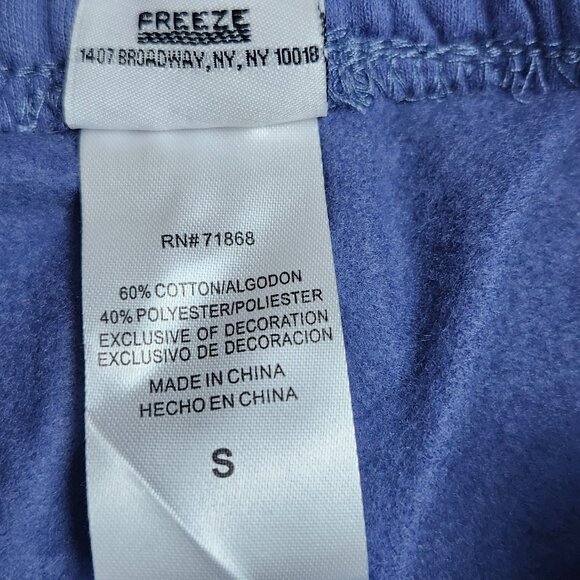 FREEZE
1407 BROADWAY, NY, NY 10018
RN# 71868
60% COTTON/ALGODON
40% POLYESTER/POLIESTER
EXCLUSIVE OF DECORATION
EXCLUSIVO DE DECORACION
MADE IN CHINA
HECHO EN CHINA
S